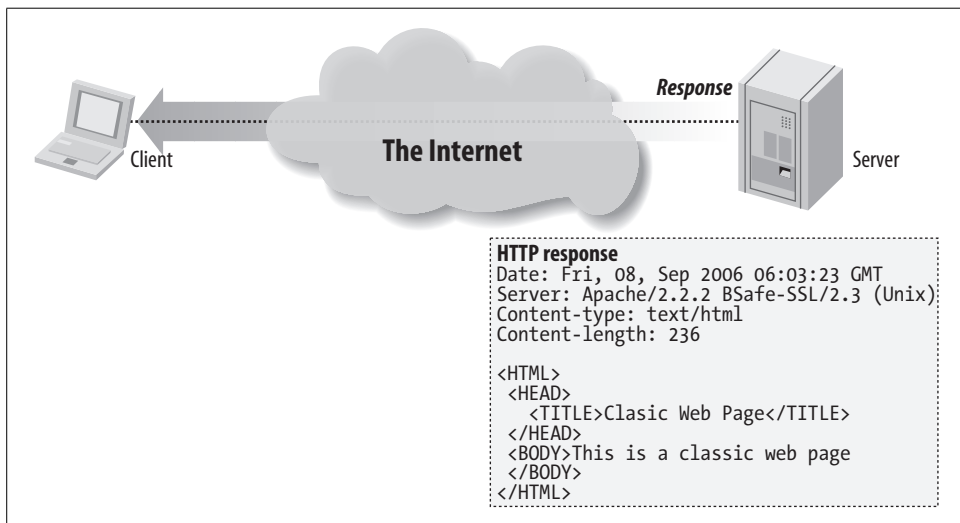 Response
Client
The Internet
Server
HTTP response
Date: Fri, 08, Sep 2006 06:03:23 GMT
Server: Apache/2.2.2 BSafe-SSL/2.3 (Unix)
Content-type: text/html
Content-length: 236
<HTML>
<HEAD>
<TITLE>Clasic Web Page</TITLE>
</HEAD>
<BODY>This is a classic web page
</BODY>
</HTML>